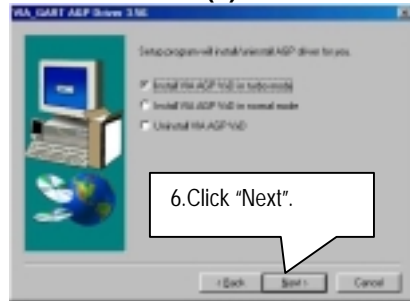 VIA_GART AGP Driver 3.56
Setup program will install/uninstall AGP driver for you.
Install VIA AGP VxD in turbo mode
Install VIA AGP VxD in normal mode
Uninstall VIA AGP VxD
6.Click "Next".
< Back
Next >
Cancel